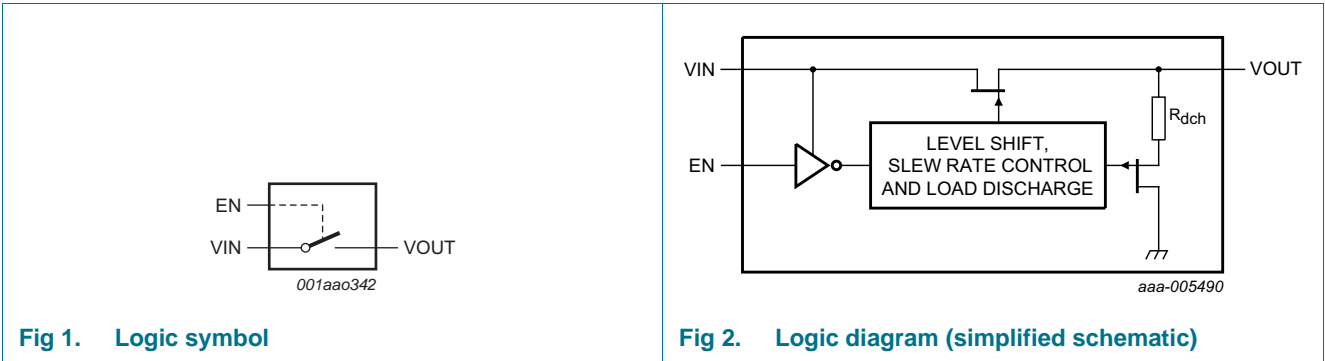 EN
VIN
VOUT
001aao342
Fig 1. Logic symbol
VIN
VOUT
Rdch
EN
LEVEL SHIFT,
SLEW RATE CONTROL
AND LOAD DISCHARGE
aaa-005490
Fig 2. Logic diagram (simplified schematic)